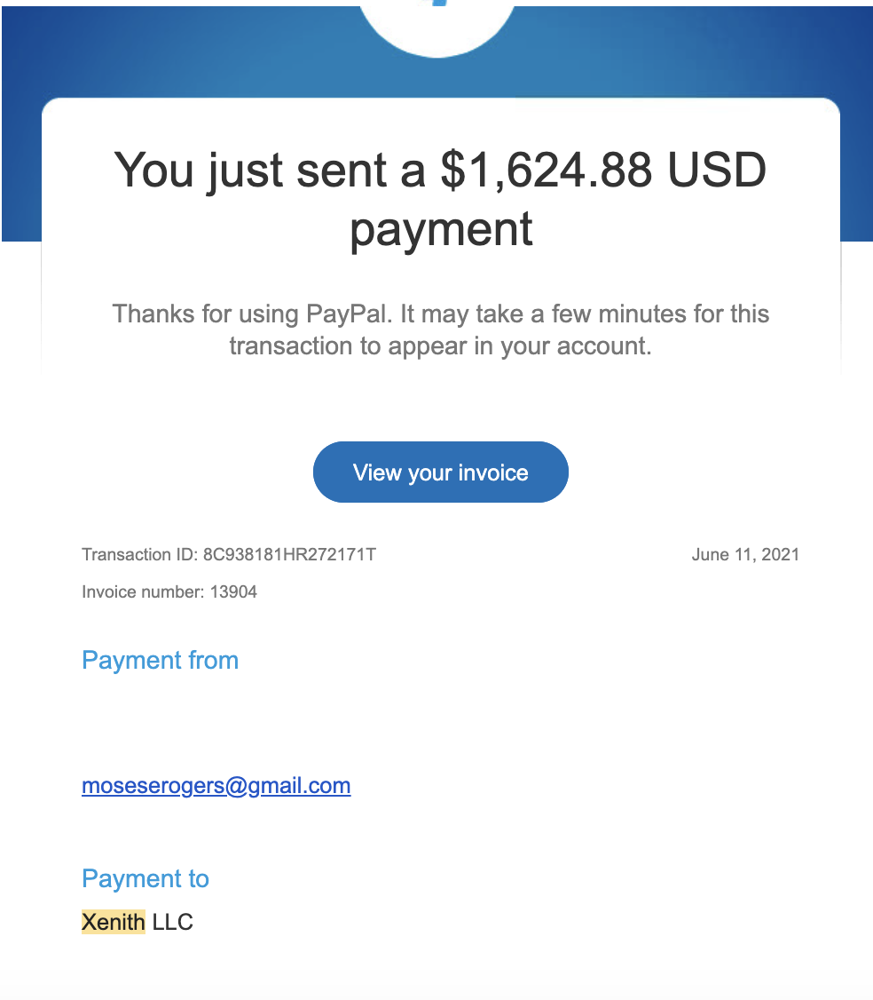 You just sent a $1,624.88 USD
payment
Thanks for using PayPal. It may take a few minutes for this
transaction to appear in your account.
View your invoice
Transaction ID: 8C938181HR272171T
June 11, 2021
Invoice number: 13904
Payment from
moseserogers@gmail.com
Payment to
Xenith LLC